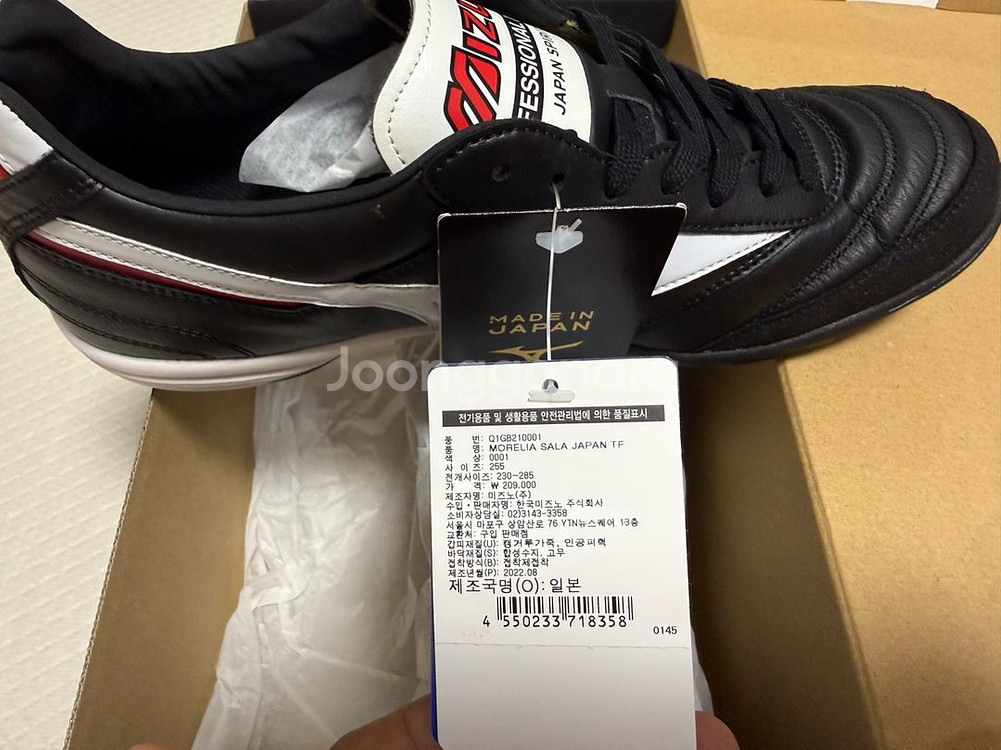 MIZU
FESSIONAL
JAPAN SPIR
MADE IN
JAPAN
Joongg
전기용품 및 생활용품 안전관리법에 의한 품질표시
품 번: Q1GB210001
품 명: MORELIA SALA JAPAN TF
색 상: 0001
사 이 즈: 255
전개사이즈: 230~285
가 격: ₩ 209,000
제조자명: 미즈노(주)
수입・판매자명: 한국미즈노 주식회사
소비자상담실: 02)3143-3358
서울시 마포구 상암산로 76 YTN뉴스퀘어 13층
교환처: 구입 판매점
갑피재질(U): 캥거루가죽, 인공피혁
바닥재질(S): 합성수지, 고무
접착방식(B): 접착제접착
제조년월(P): 2022.08
제조국명(O): 일본
4 550233 718358
0145